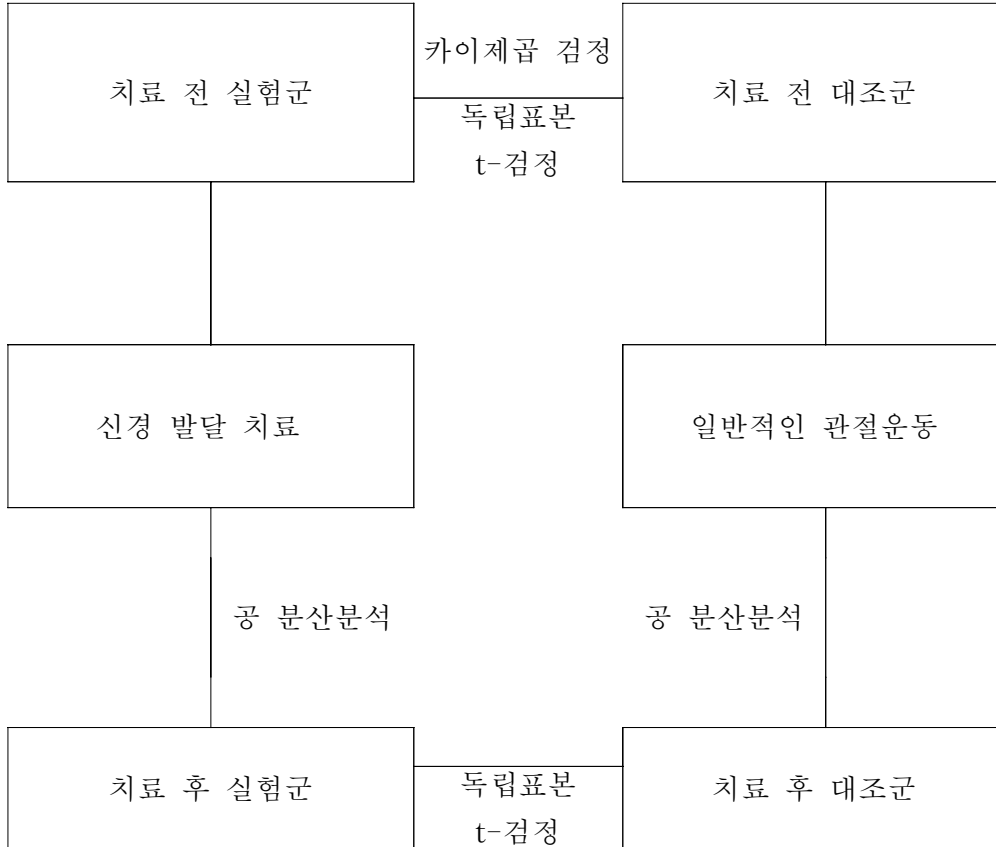 치료 전 실험군
카이제곱 검정
독립표본
t-검정
치료 전 대조군
신경 발달 치료
일반적인 관절운동
공 분산분석
공 분산분석
치료 후 실험군
독립표본
t-검정
치료 후 대조군